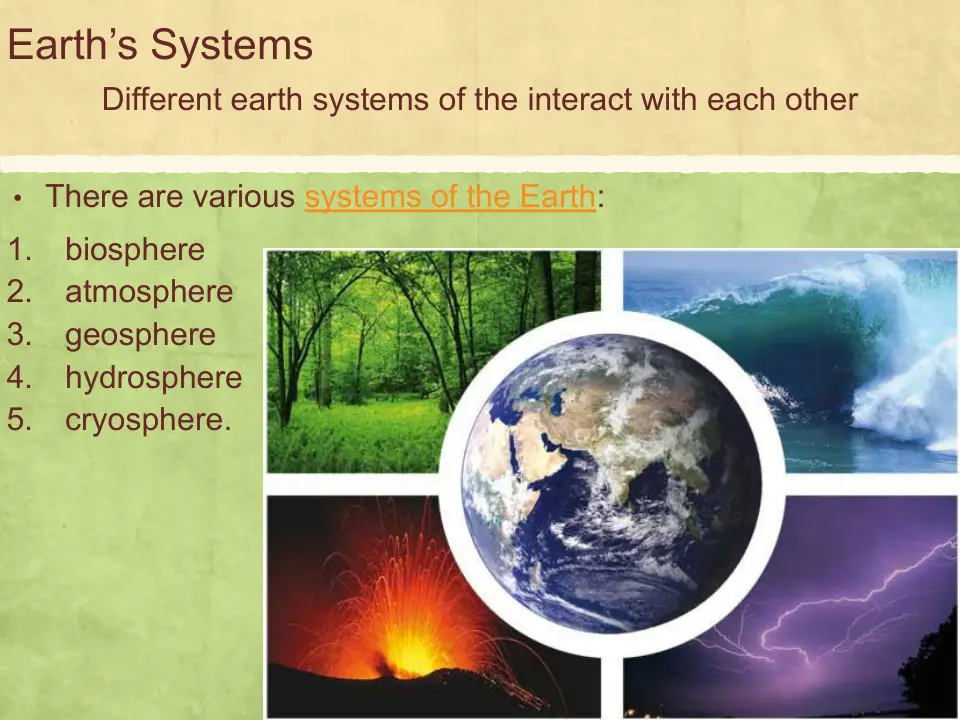 Earth’s Systems
Different earth systems of the interact with each other
• There are various systems of the Earth:
1. biosphere
2. atmosphere
3. geosphere
4. hydrosphere
5. cryosphere.